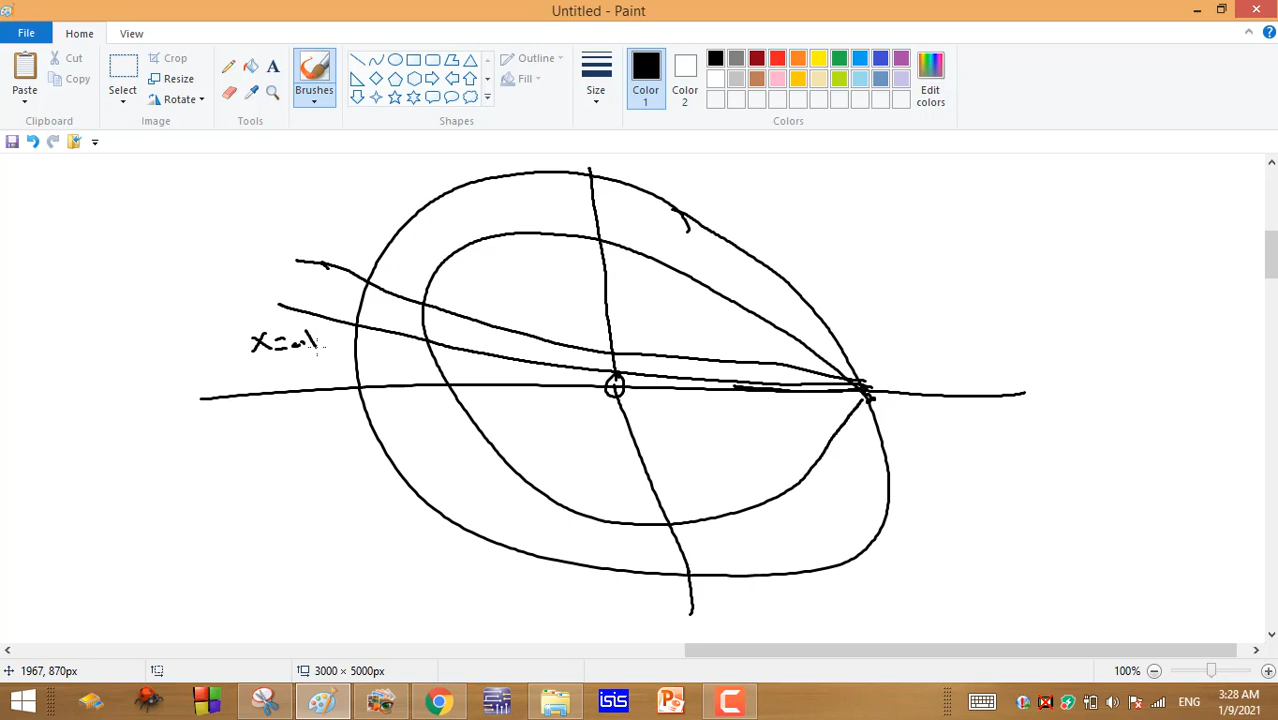 Untitled - Paint
File
Home
View
Paste
Cut
Copy
Clipboard
Select
Crop
Resize
Rotate
Image
Tools
Brushes
Shapes
Outline
Fill
Size
Color 1
Color 2
Edit colors
Colors
x=
1967, 870px
3000 × 5000px
100%
isis
ENG
3:28 AM
1/9/2021